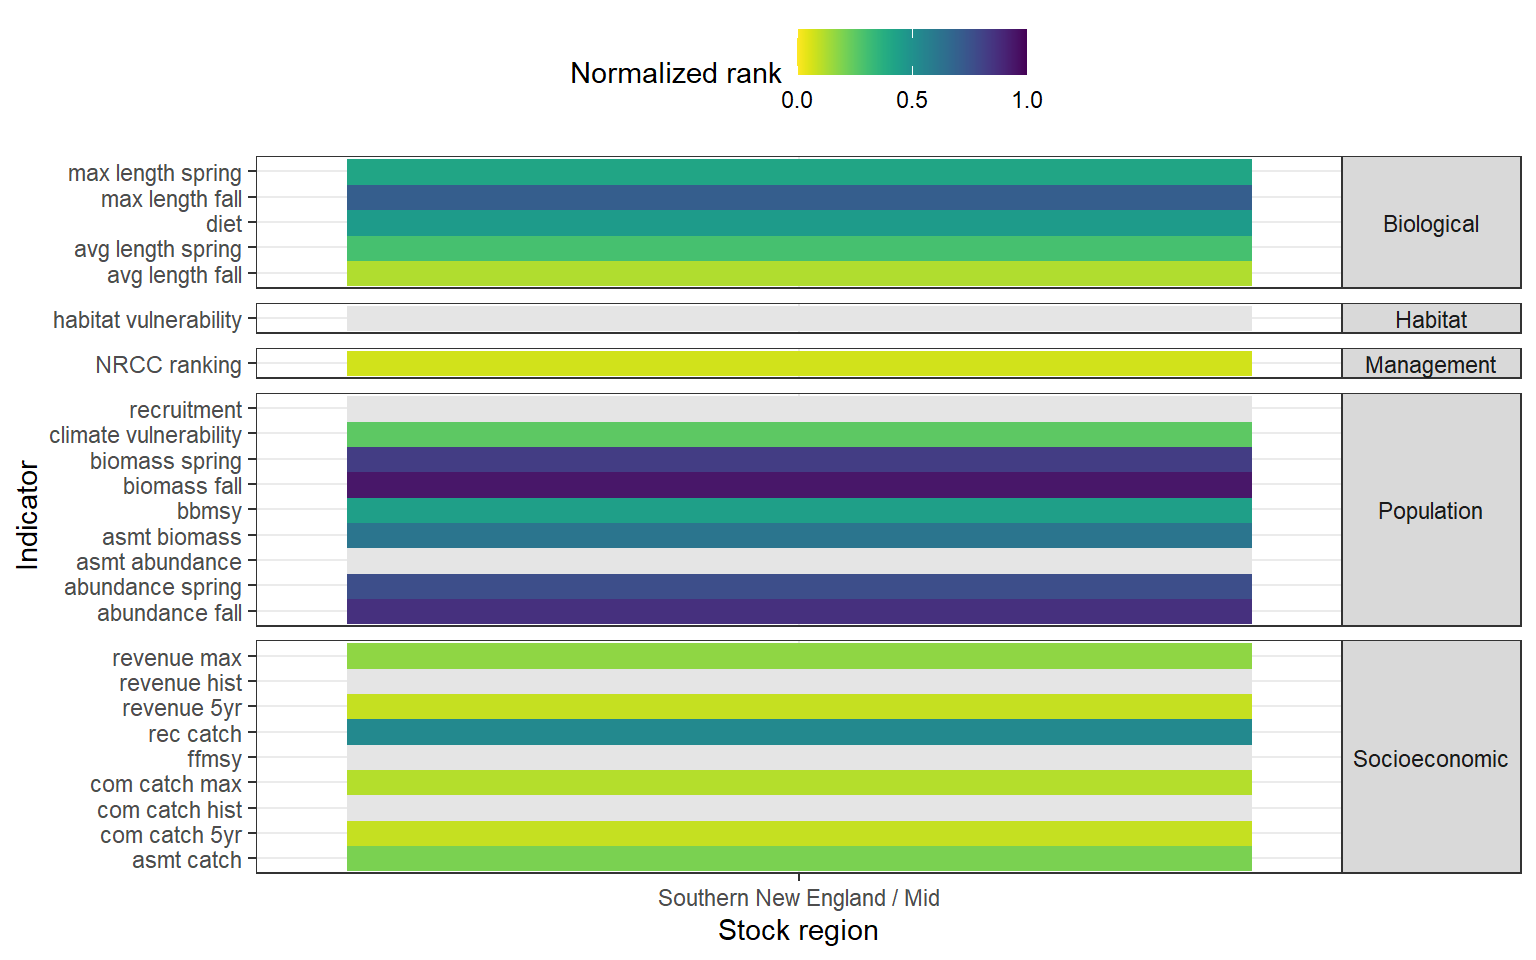 Normalized rank
0.0 0.5 1.0
max length spring
max length fall
diet
avg length spring
avg length fall
Biological
habitat vulnerability
Habitat
NRCC ranking
Management
recruitment
climate vulnerability
biomass spring
biomass fall
bbmsy
asmt biomass
asmt abundance
abundance spring
abundance fall
Population
revenue max
revenue hist
revenue 5yr
rec catch
ffmsy
com catch max
com catch hist
com catch 5yr
asmt catch
Socioeconomic
Indicator
Southern New England / Mid
Stock region